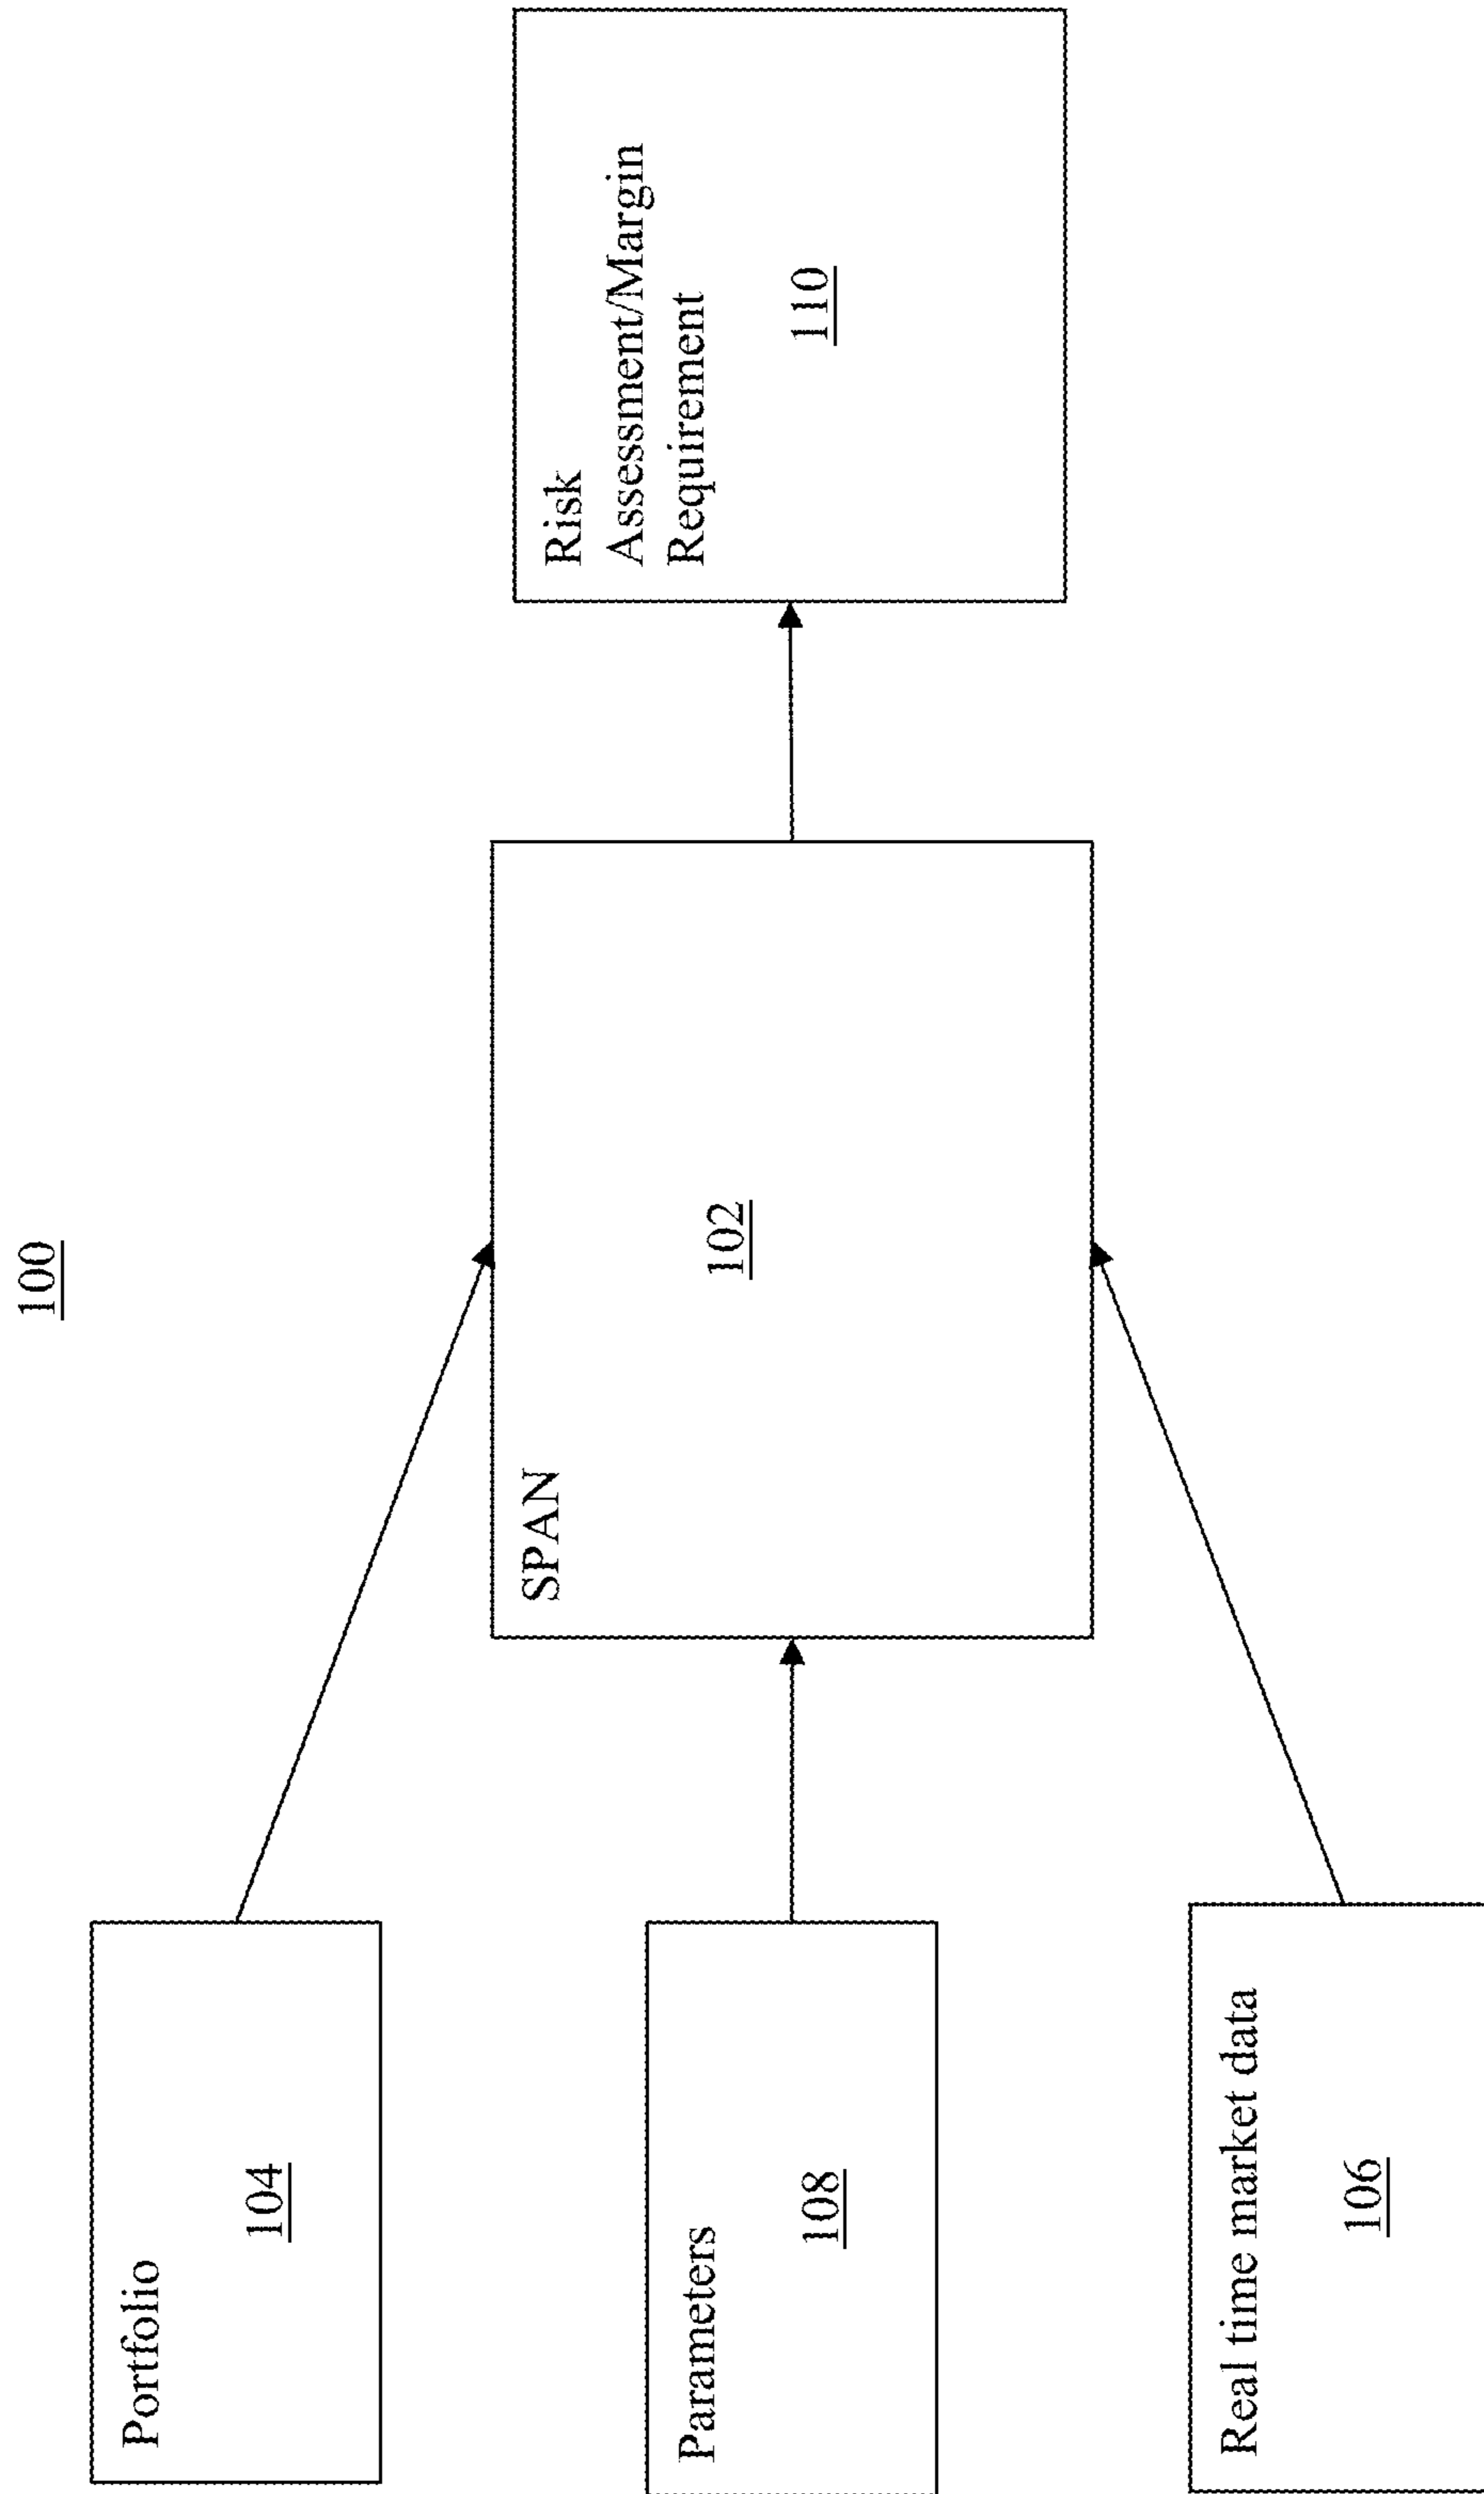 100
Portfolio
104
Parameters
108
Real time market data
106
SPAN
102
Risk
Assessment/Margin
Requirement
110